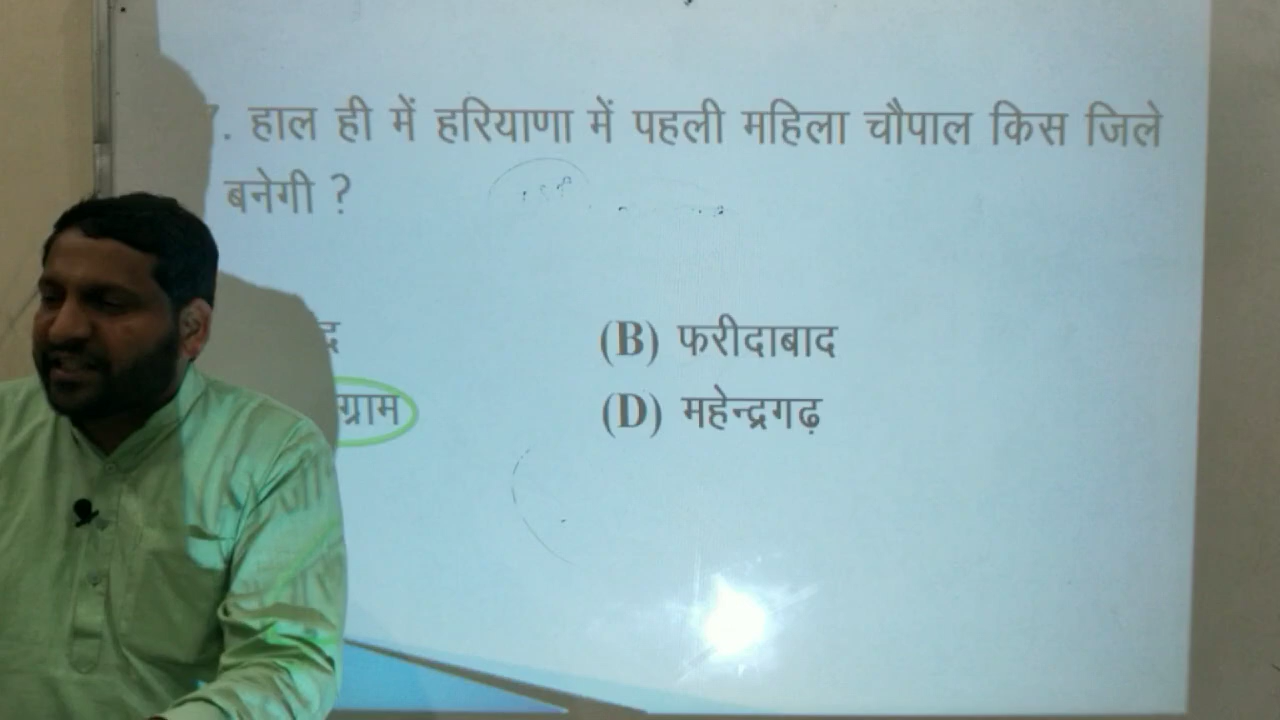 . हाल ही में हरियाणा में पहली महिला चौपाल किस जिले
बनेगी ?
(B) फरीदाबाद
ग्राम (D) महेन्द्रगढ़